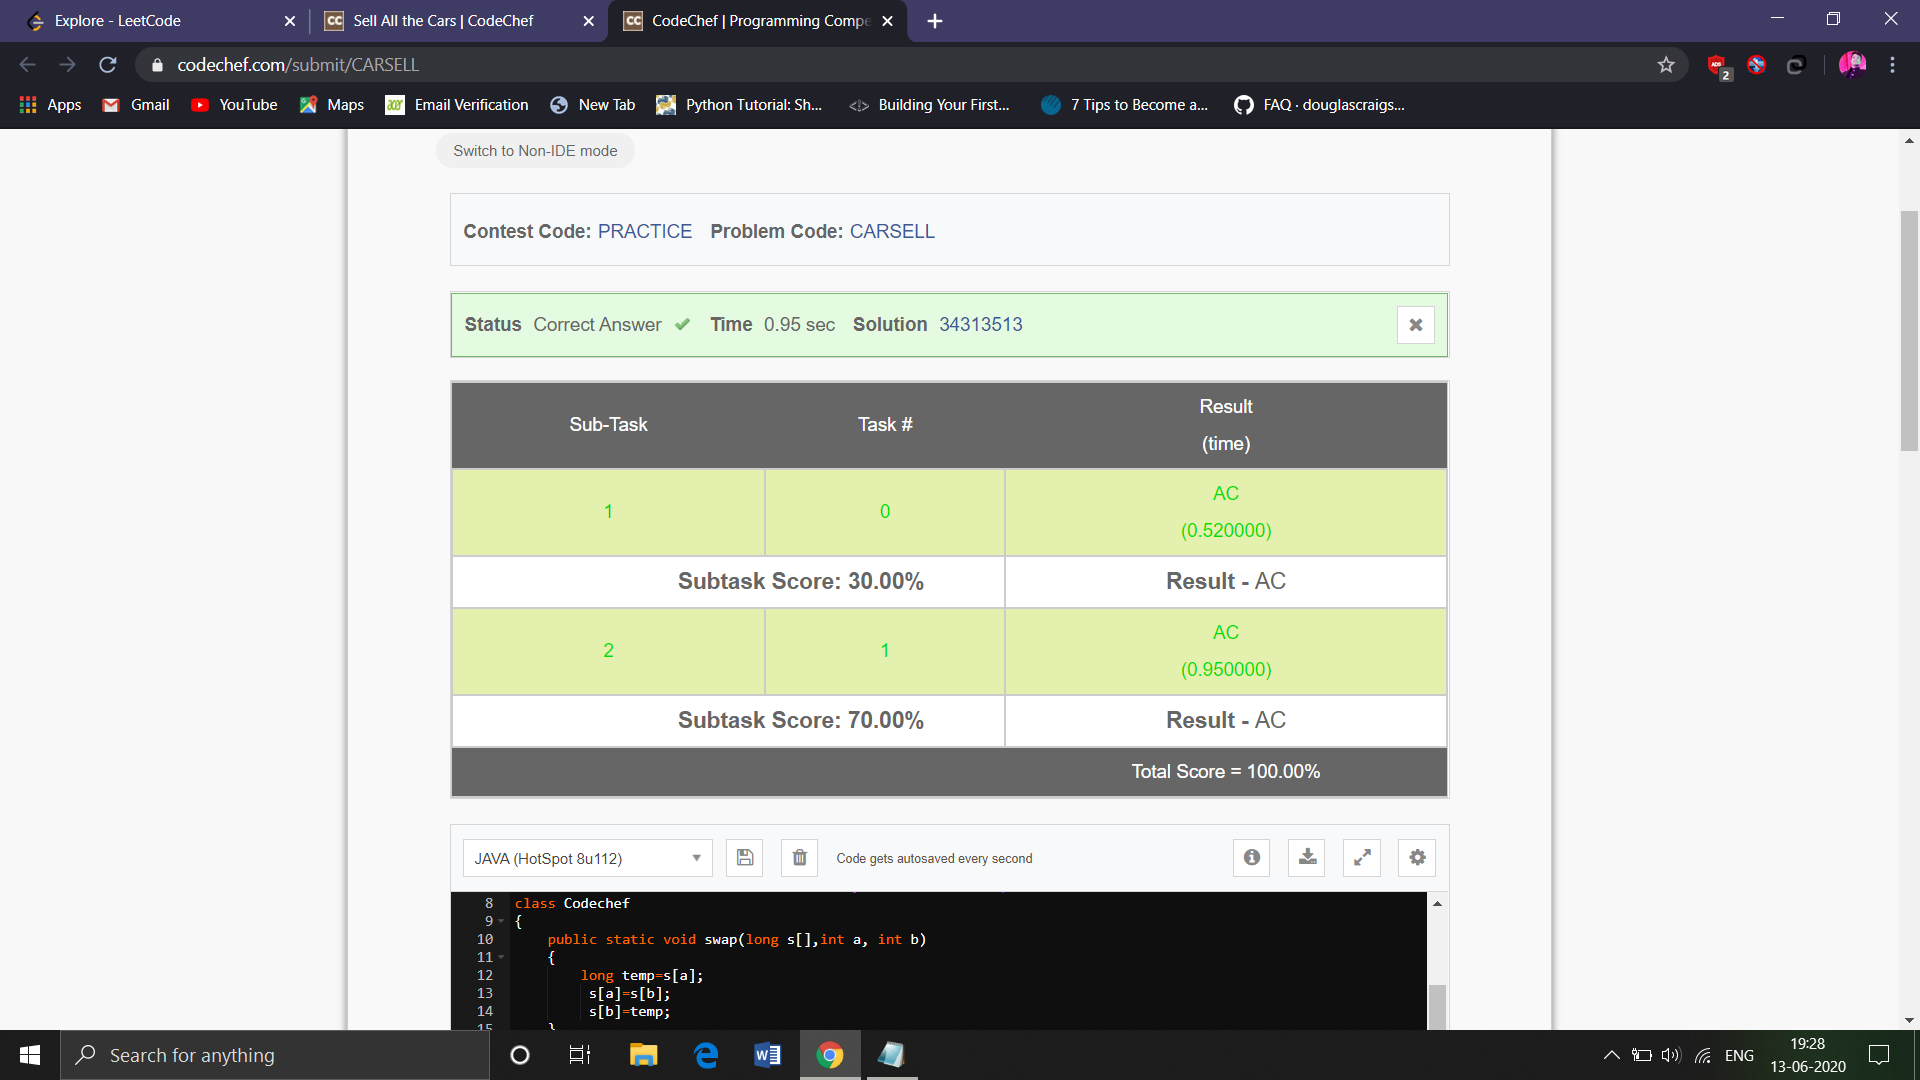 Explore - LeetCode
Sell All the Cars | CodeChef
CodeChef | Programming Compe
codechef.com/submit/CARSELL
2
Apps Gmail YouTube Maps Email Verification New Tab Python Tutorial: Sh... Building Your First... 7 Tips to Become a... FAQ · douglascraigs...
Switch to Non-IDE mode
Contest Code: PRACTICE Problem Code: CARSELL
Status Correct Answer ✔ Time 0.95 sec Solution 34313513
Sub-Task Task # Result
(time)
1 0 AC
(0.520000)
Subtask Score: 30.00% Result - AC
2 1 AC
(0.950000)
Subtask Score: 70.00% Result - AC
Total Score = 100.00%
JAVA (HotSpot 8u112) Code gets autosaved every second
8 class Codechef
9 {
10 public static void swap(long s[],int a, int b)
11 {
12 long temp=s[a];
13 s[a]=s[b];
14 s[b]=temp;
15 }
Search for anything
ENG
19:28
13-06-2020